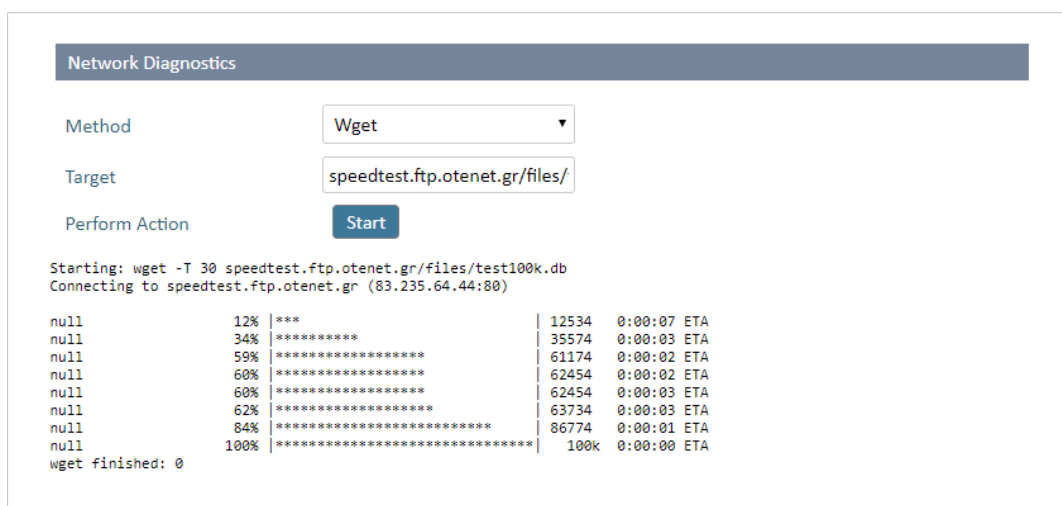 Network Diagnostics
Method Wget
Target speedtest.ftp.otenet.gr/files/
Perform Action Start
Starting: wget -T 30 speedtest.ftp.otenet.gr/files/test100k.db
Connecting to speedtest.ftp.otenet.gr (83.235.64.44:80)
null 12% |*** | 12534 0:00:07 ETA
null 34% |********** | 35574 0:00:03 ETA
null 59% |****************** | 61174 0:00:02 ETA
null 60% |****************** | 62454 0:00:02 ETA
null 60% |****************** | 62454 0:00:03 ETA
null 62% |******************* | 63734 0:00:03 ETA
null 84% |************************** | 86774 0:00:01 ETA
null 100% |*******************************| 100k 0:00:00 ETA
wget finished: 0